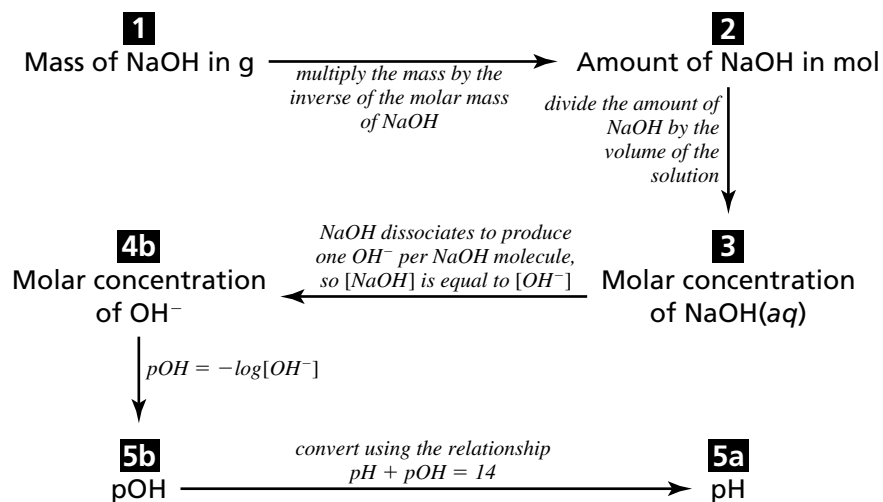 1
Mass of NaOH in g
multiply the mass by the
inverse of the molar mass
of NaOH
2
Amount of NaOH in mol
divide the amount of
NaOH by the
volume of the
solution
3
Molar concentration
of NaOH(aq)
NaOH dissociates to produce
one OH⁻ per NaOH molecule,
so [NaOH] is equal to [OH⁻]
4b
Molar concentration
of OH⁻
pOH = −log[OH⁻]
5b
pOH
convert using the relationship
pH + pOH = 14
5a
pH